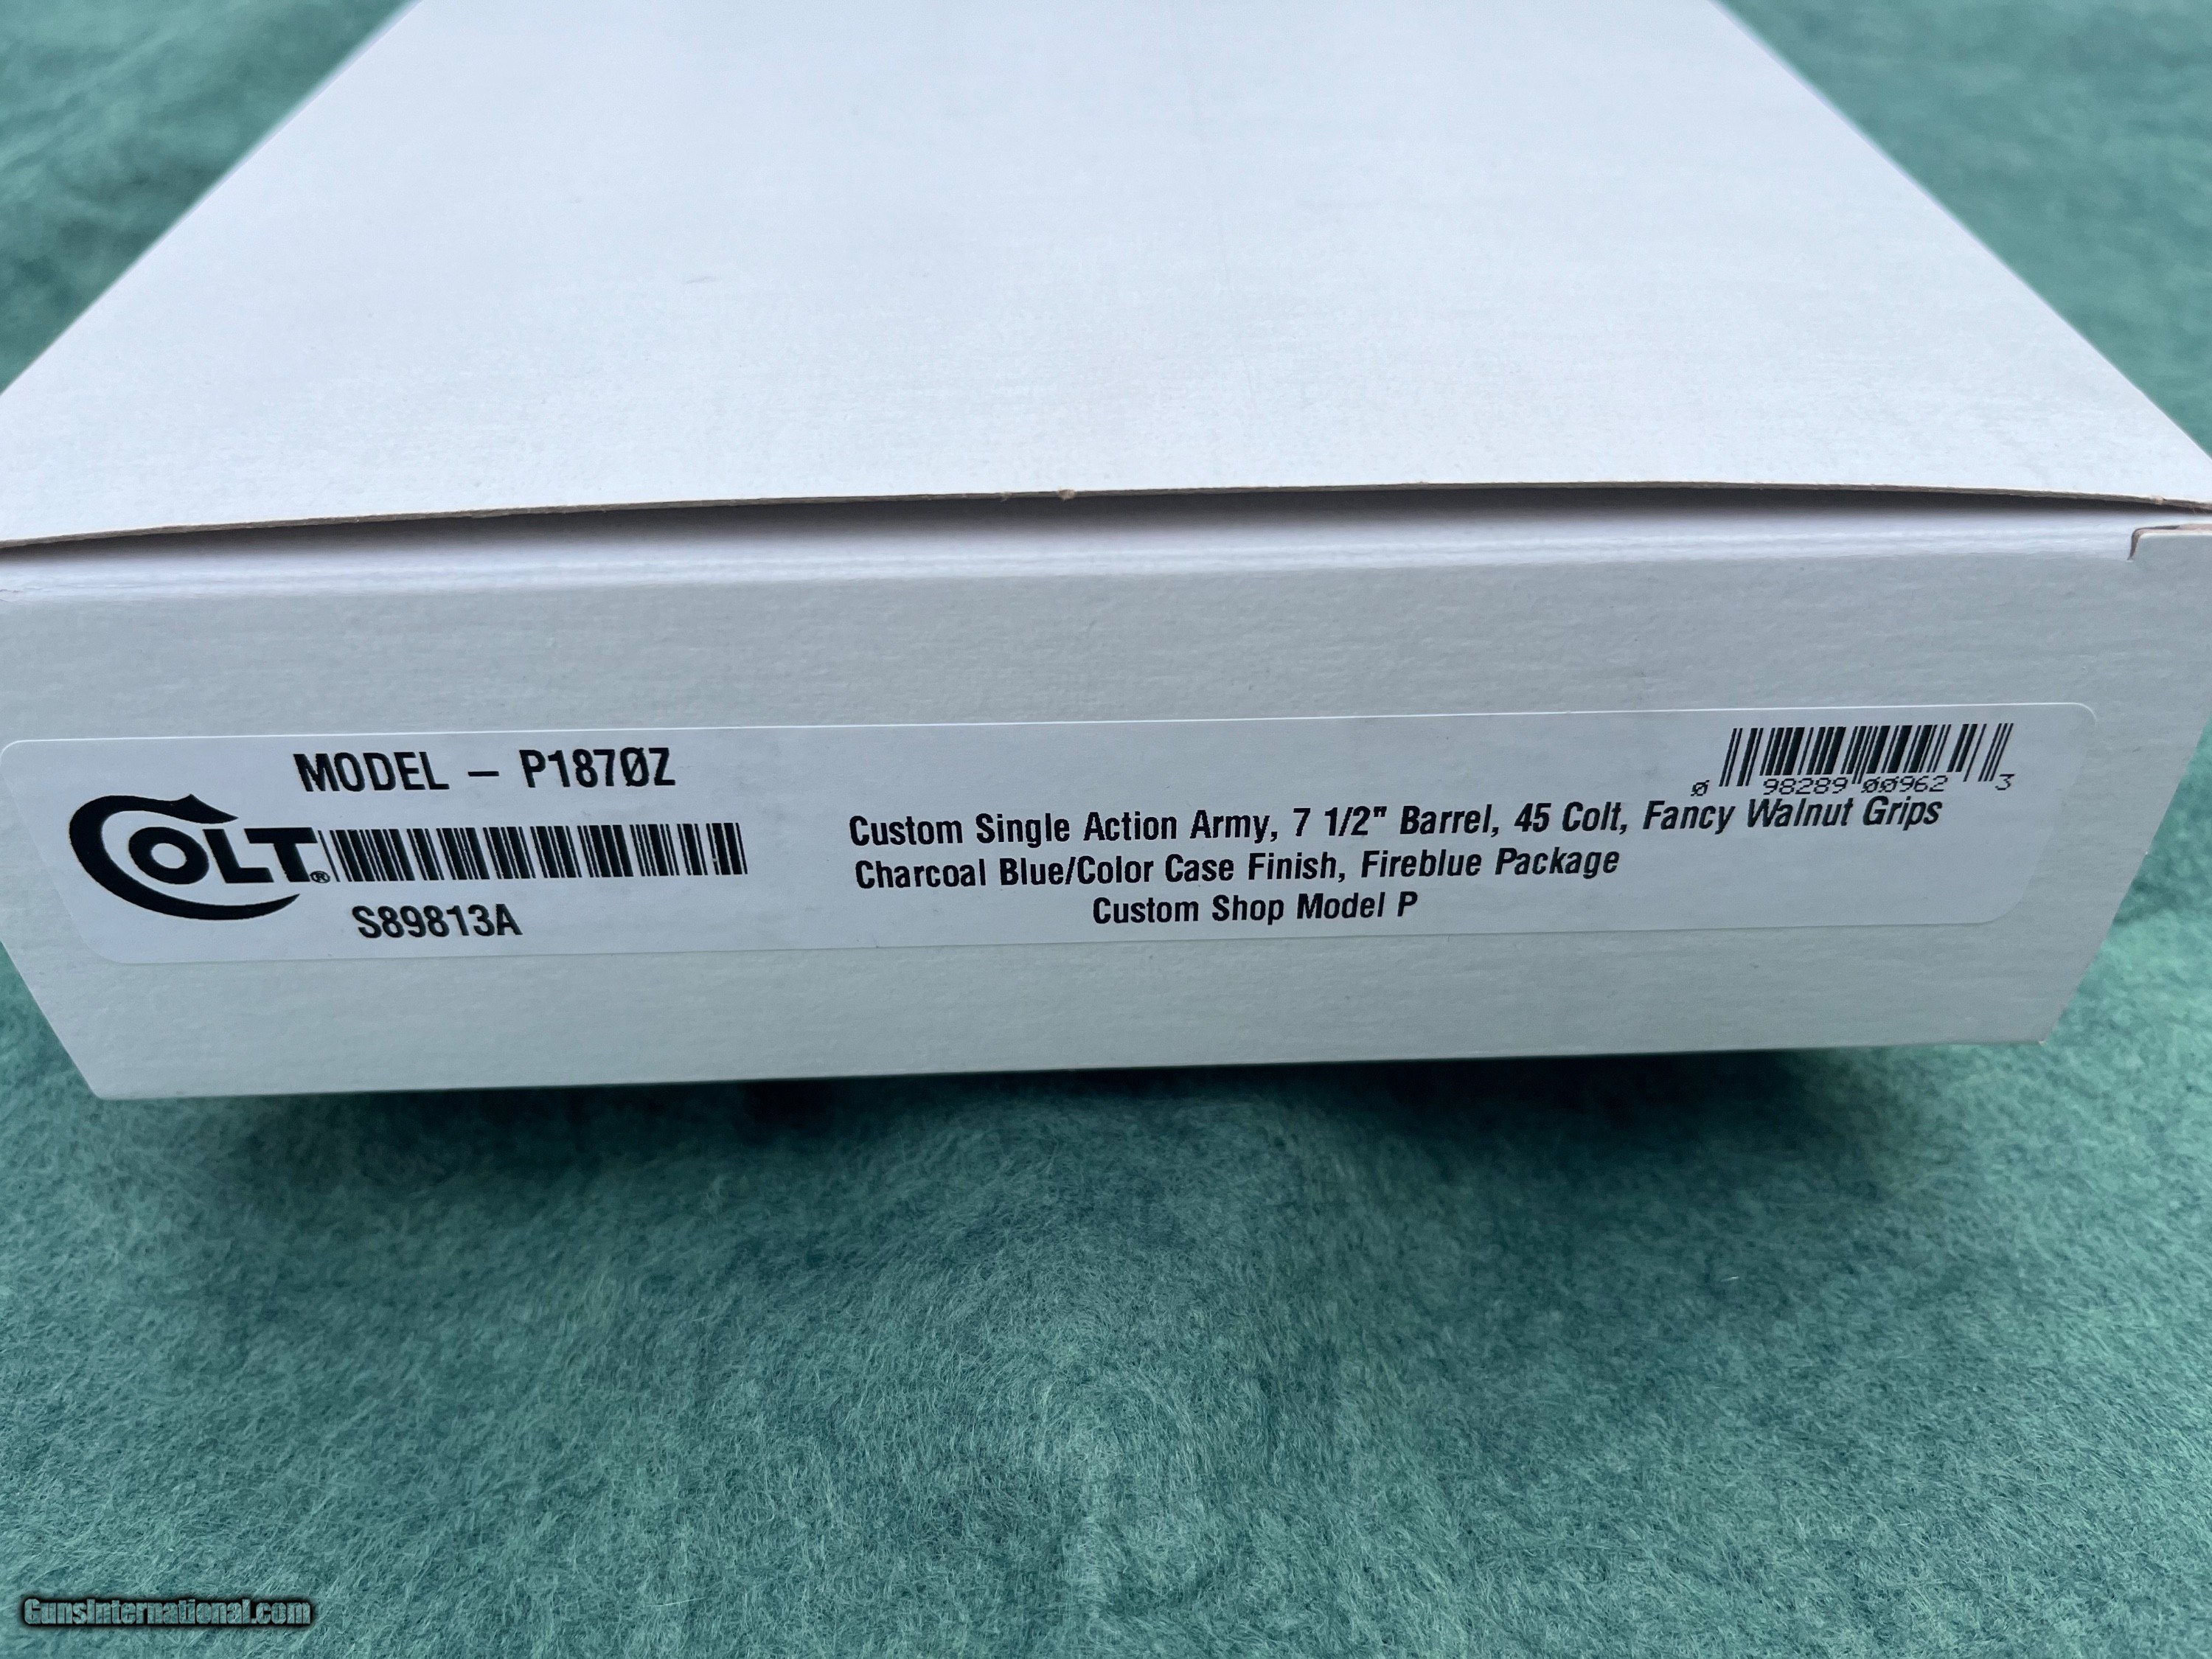 MODEL – P187ØZ
COLT®
S89813A
Ø 98289 ØØ962 3
Custom Single Action Army, 7 1/2" Barrel, 45 Colt, Fancy Walnut Grips
Charcoal Blue/Color Case Finish, Fireblue Package
Custom Shop Model P
GunsInternational.com